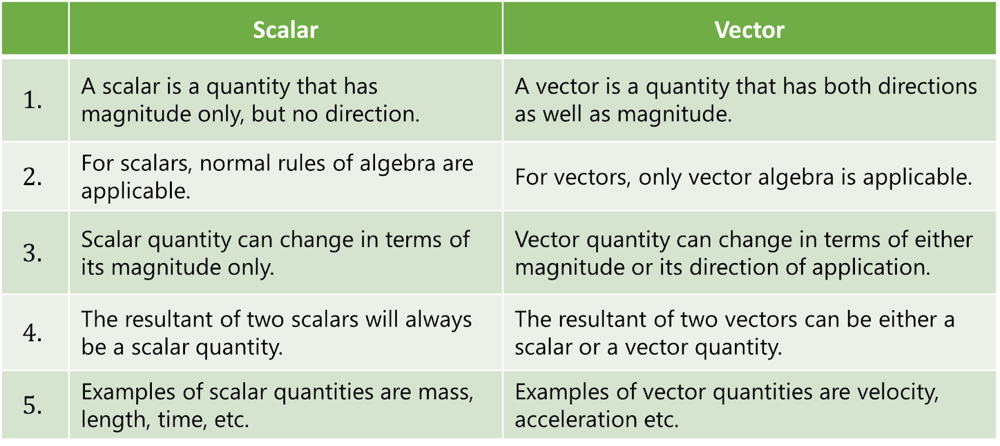 Scalar
Vector
1.
A scalar is a quantity that has
magnitude only, but no direction.
A vector is a quantity that has both directions
as well as magnitude.
2.
For scalars, normal rules of algebra are
applicable.
For vectors, only vector algebra is applicable.
3.
Scalar quantity can change in terms of
its magnitude only.
Vector quantity can change in terms of either
magnitude or its direction of application.
4.
The resultant of two scalars will always
be a scalar quantity.
The resultant of two vectors can be either a
scalar or a vector quantity.
5.
Examples of scalar quantities are mass,
length, time, etc.
Examples of vector quantities are velocity,
acceleration etc.